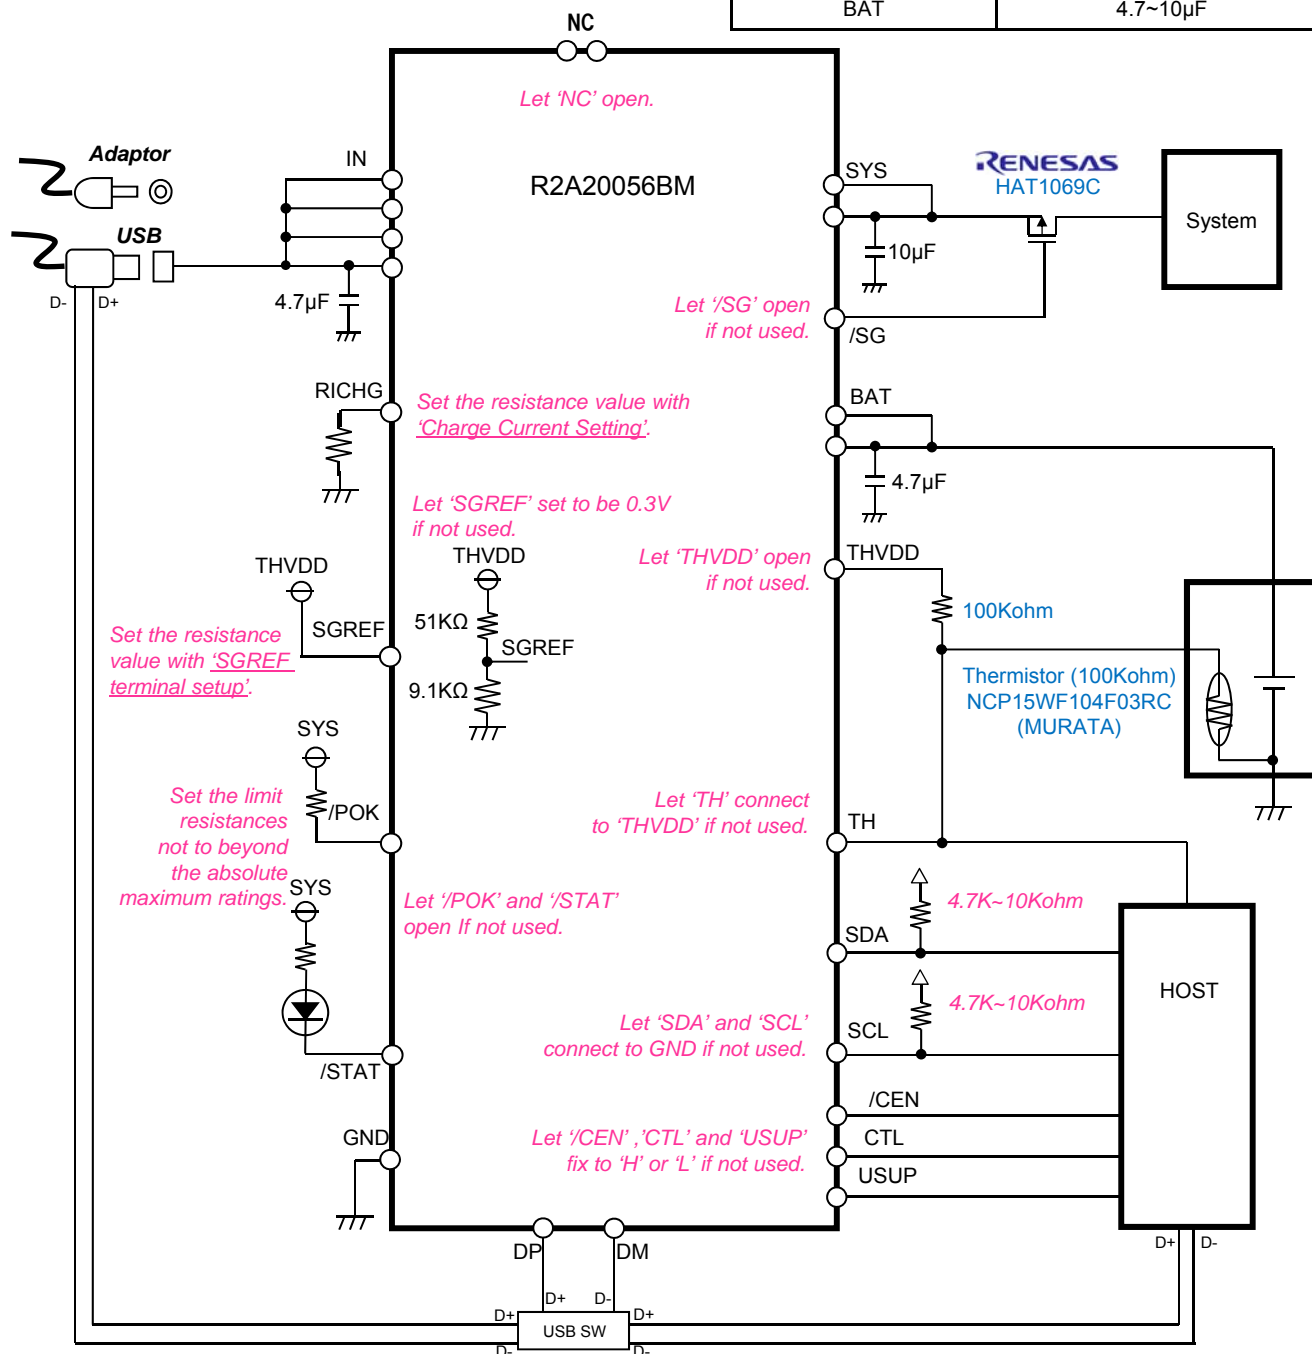 BAT 4.7~10µF
NC
Let ‘NC’ open.
Adaptor
IN
R2A20056BM
SYS
RENESAS
HAT1069C
System
USB
D- D+
4.7µF
10µF
Let ‘/SG’ open
if not used.
/SG
RICHG
Set the resistance value with
‘Charge Current Setting’.
BAT
4.7µF
Let ‘SGREF’ set to be 0.3V
if not used.
THVDD
THVDD
51KΩ
SGREF
9.1KΩ
SGREF
Set the resistance
value with ‘SGREF
terminal setup’.
Let ‘THVDD’ open
if not used.
THVDD
100Kohm
Thermistor (100Kohm)
NCP15WF104F03RC
(MURATA)
SYS
/POK
Set the limit
resistances
not to beyond
the absolute
maximum ratings.
SYS
Let ‘TH’ connect
to ‘THVDD’ if not used.
TH
Let ‘/POK’ and ‘/STAT’
open If not used.
4.7K~10Kohm
SDA
HOST
4.7K~10Kohm
Let ‘SDA’ and ‘SCL’
connect to GND if not used.
SCL
/STAT
/CEN
GND
Let ‘/CEN’ ,‘CTL’ and ‘USUP’
fix to ‘H’ or ‘L’ if not used.
CTL
USUP
DP DM
D+ D-
D+ D-
D+ USB SW D+
D- D-